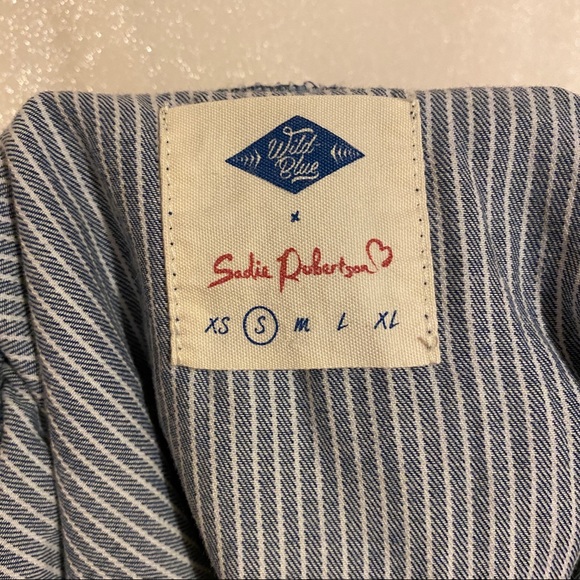 Wild
Blue
x
Sadie Robertson
XS S M L XL